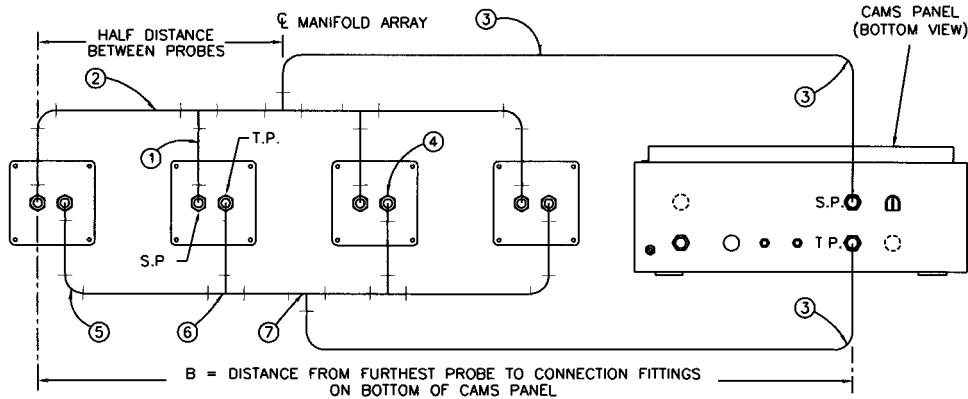 ℄ MANIFOLD ARRAY
HALF DISTANCE
BETWEEN PROBES
3
CAMS PANEL
(BOTTOM VIEW)
2
3
1
T.P.
4
S.P.
S.P
T P.
5
6
7
3
B = DISTANCE FROM FURTHEST PROBE TO CONNECTION FITTINGS
ON BOTTOM OF CAMS PANEL